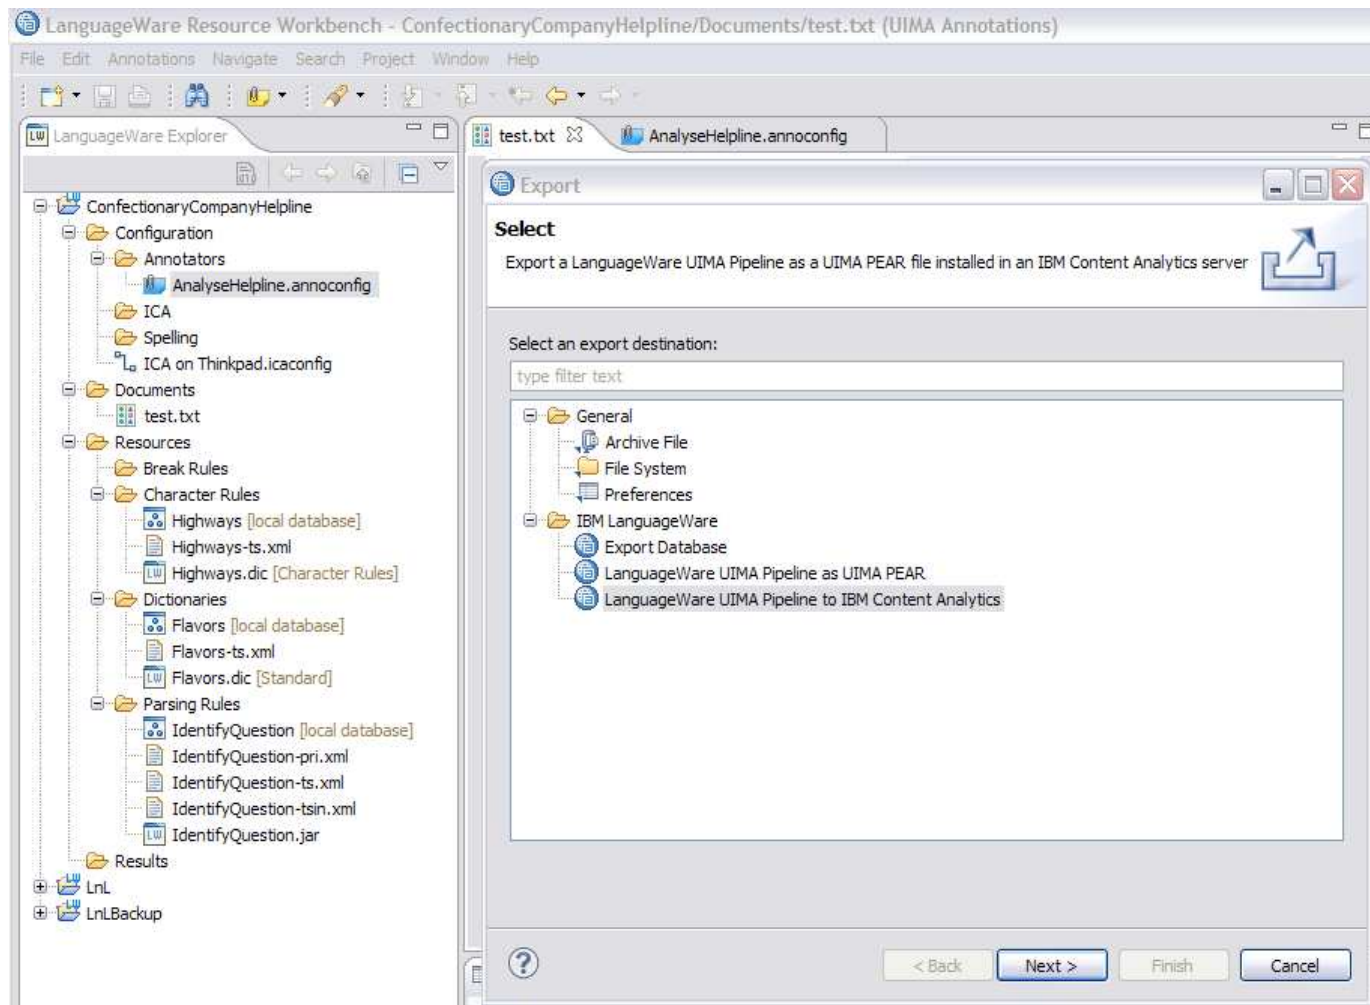 LanguageWare Resource Workbench - ConfectionaryCompanyHelpline/Documents/test.txt (UIMA Annotations)
File Edit Annotations Navigate Search Project Window Help
LW LanguageWare Explorer
test.txt AnalyseHelpline.annoconfig
ConfectionaryCompanyHelpline
Configuration
Annotators
AnalyseHelpline.annoconfig
ICA
Spelling
ICA on Thinkpad.icaconfig
Documents
test.txt
Resources
Break Rules
Character Rules
Highways [local database]
Highways-ts.xml
LW Highways.dic [Character Rules]
Dictionaries
Flavors [local database]
Flavors-ts.xml
LW Flavors.dic [Standard]
Parsing Rules
IdentifyQuestion [local database]
IdentifyQuestion-pri.xml
IdentifyQuestion-ts.xml
IdentifyQuestion-tsin.xml
LW IdentifyQuestion.jar
Results
LnL
LnLBackup
Export
Select
Export a LanguageWare UIMA Pipeline as a UIMA PEAR file installed in an IBM Content Analytics server
Select an export destination:
type filter text
General
Archive File
File System
Preferences
IBM LanguageWare
Export Database
LanguageWare UIMA Pipeline as UIMA PEAR
LanguageWare UIMA Pipeline to IBM Content Analytics
? < Back Next > Finish Cancel